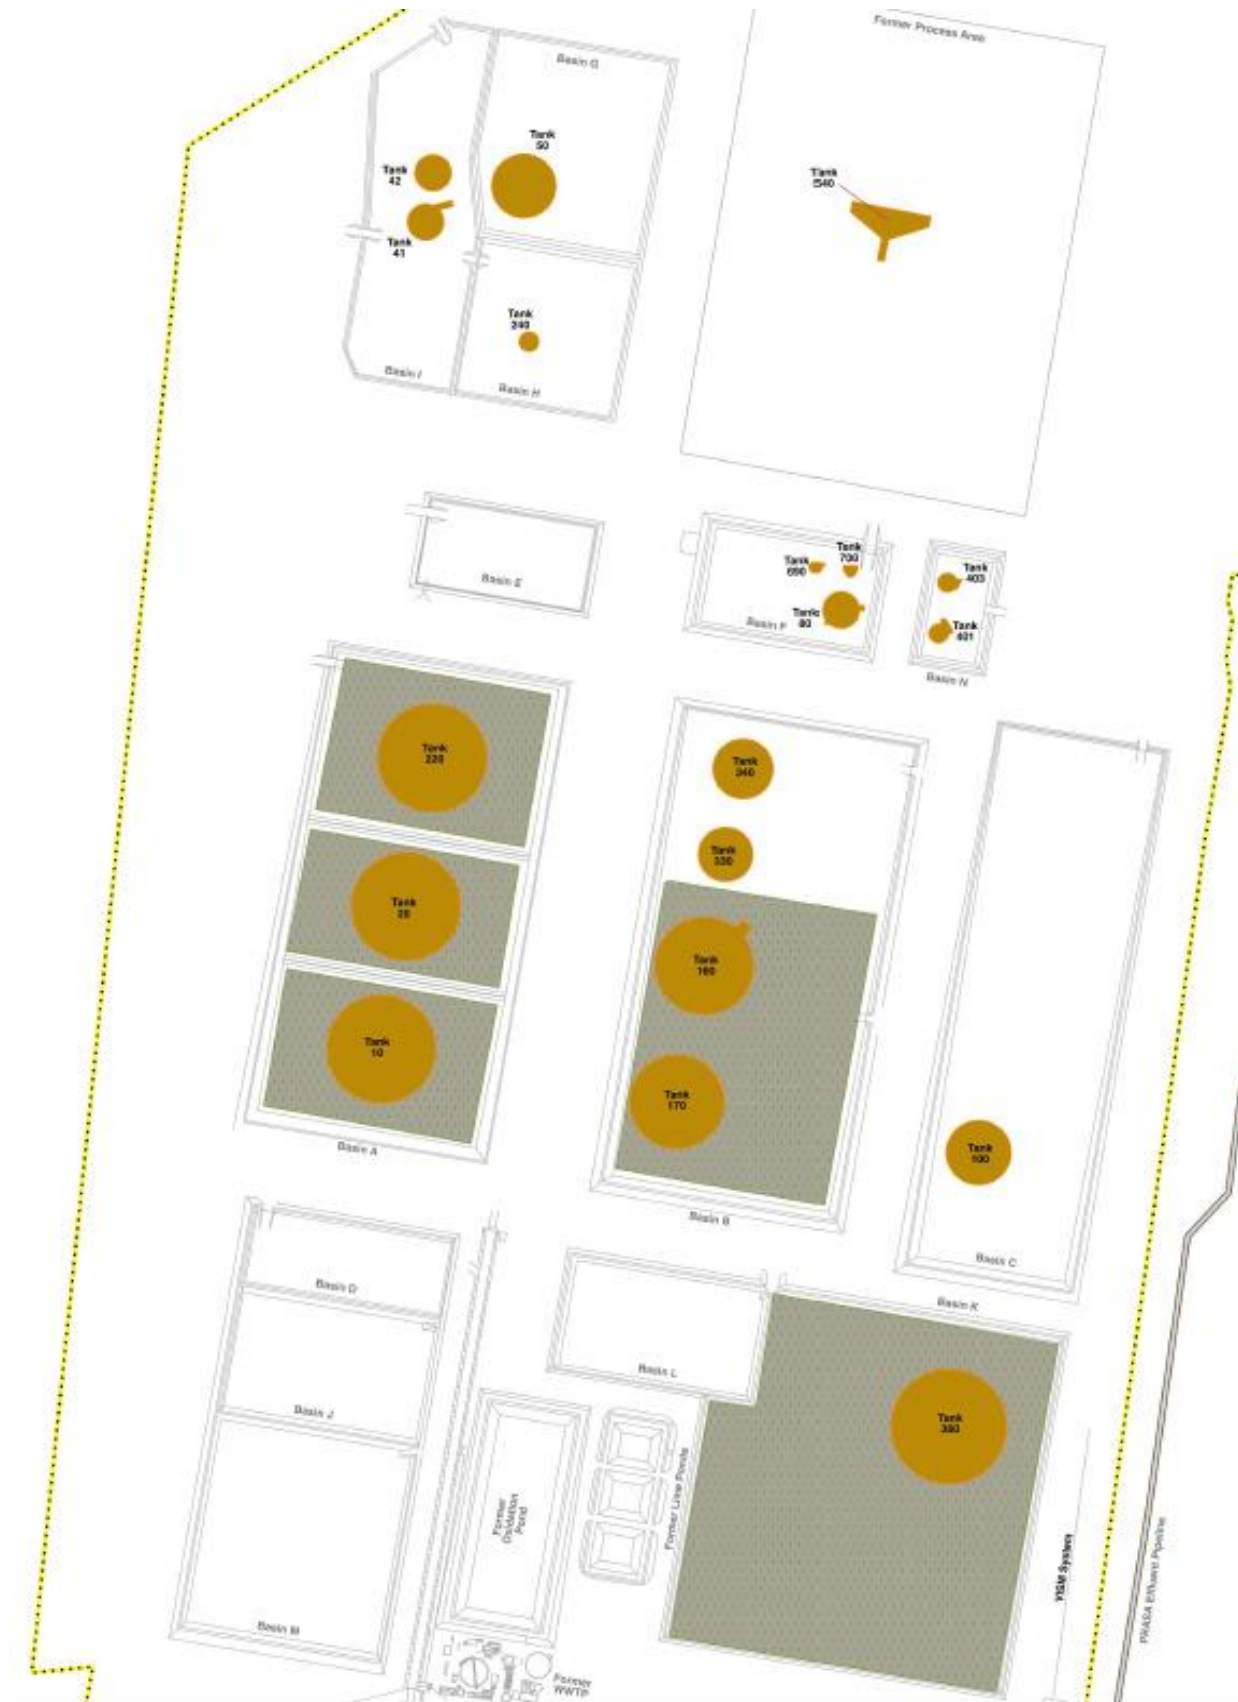 Former Process Area
Basin G
Tank
50
Tank
42
Tank
41
Tank
540
Tank
240
Basin I
Basin H
Basin E
Tank
700
Tank
690
Tank
80
Basin F
Tank
403
Tank
401
Basin N
Tank
220
Tank
340
Tank
20
Tank
330
Tank
160
Tank
10
Tank
170
Tank
100
Basin A
Basin B
Basin C
Basin D
Basin K
Basin L
Basin J
Tank
380
Former
Oxidation
Pond
Former Lime Ponds
VISM System
PRASA Effluent Pipeline
Basin M
Former
WWTP